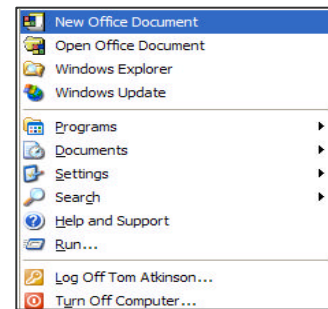 New Office Document
Open Office Document
Windows Explorer
Windows Update
Programs
Documents
Settings
Search
Help and Support
Run...
Log Off Tom Atkinson...
Turn Off Computer...